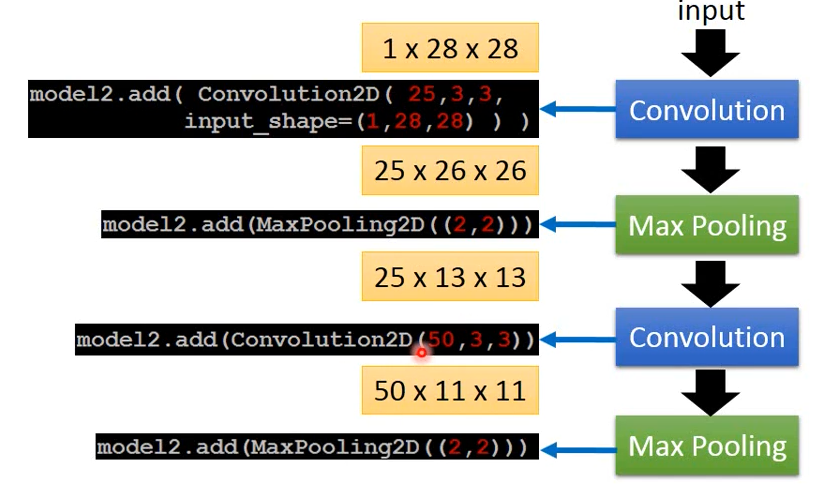 input
1 x 28 x 28
model2.add( Convolution2D( 25,3,3,
input_shape=(1,28,28) ) )
Convolution
25 x 26 x 26
model2.add(MaxPooling2D((2,2)))
Max Pooling
25 x 13 x 13
model2.add(Convolution2D(50,3,3))
Convolution
50 x 11 x 11
model2.add(MaxPooling2D((2,2)))
Max Pooling